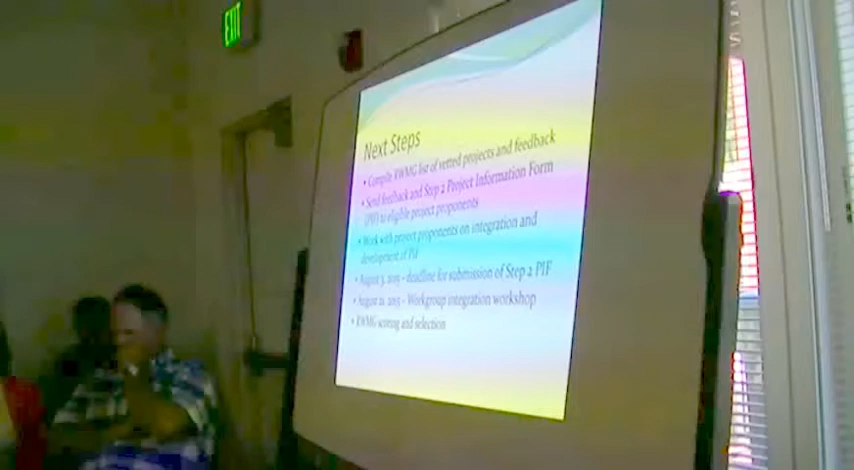 EXIT
Next Steps
• Compile RWMG list of vetted projects and feedback
• Send feedback and Step 2 Project Information Form
(PIF) to eligible project proponents
• Work with project proponents on integration and
development of PIF
• August 3, 2015 – deadline for submission of Step 2 PIF
• August 21, 2015 – Workgroup integration workshop
• RWMG scoring and selection